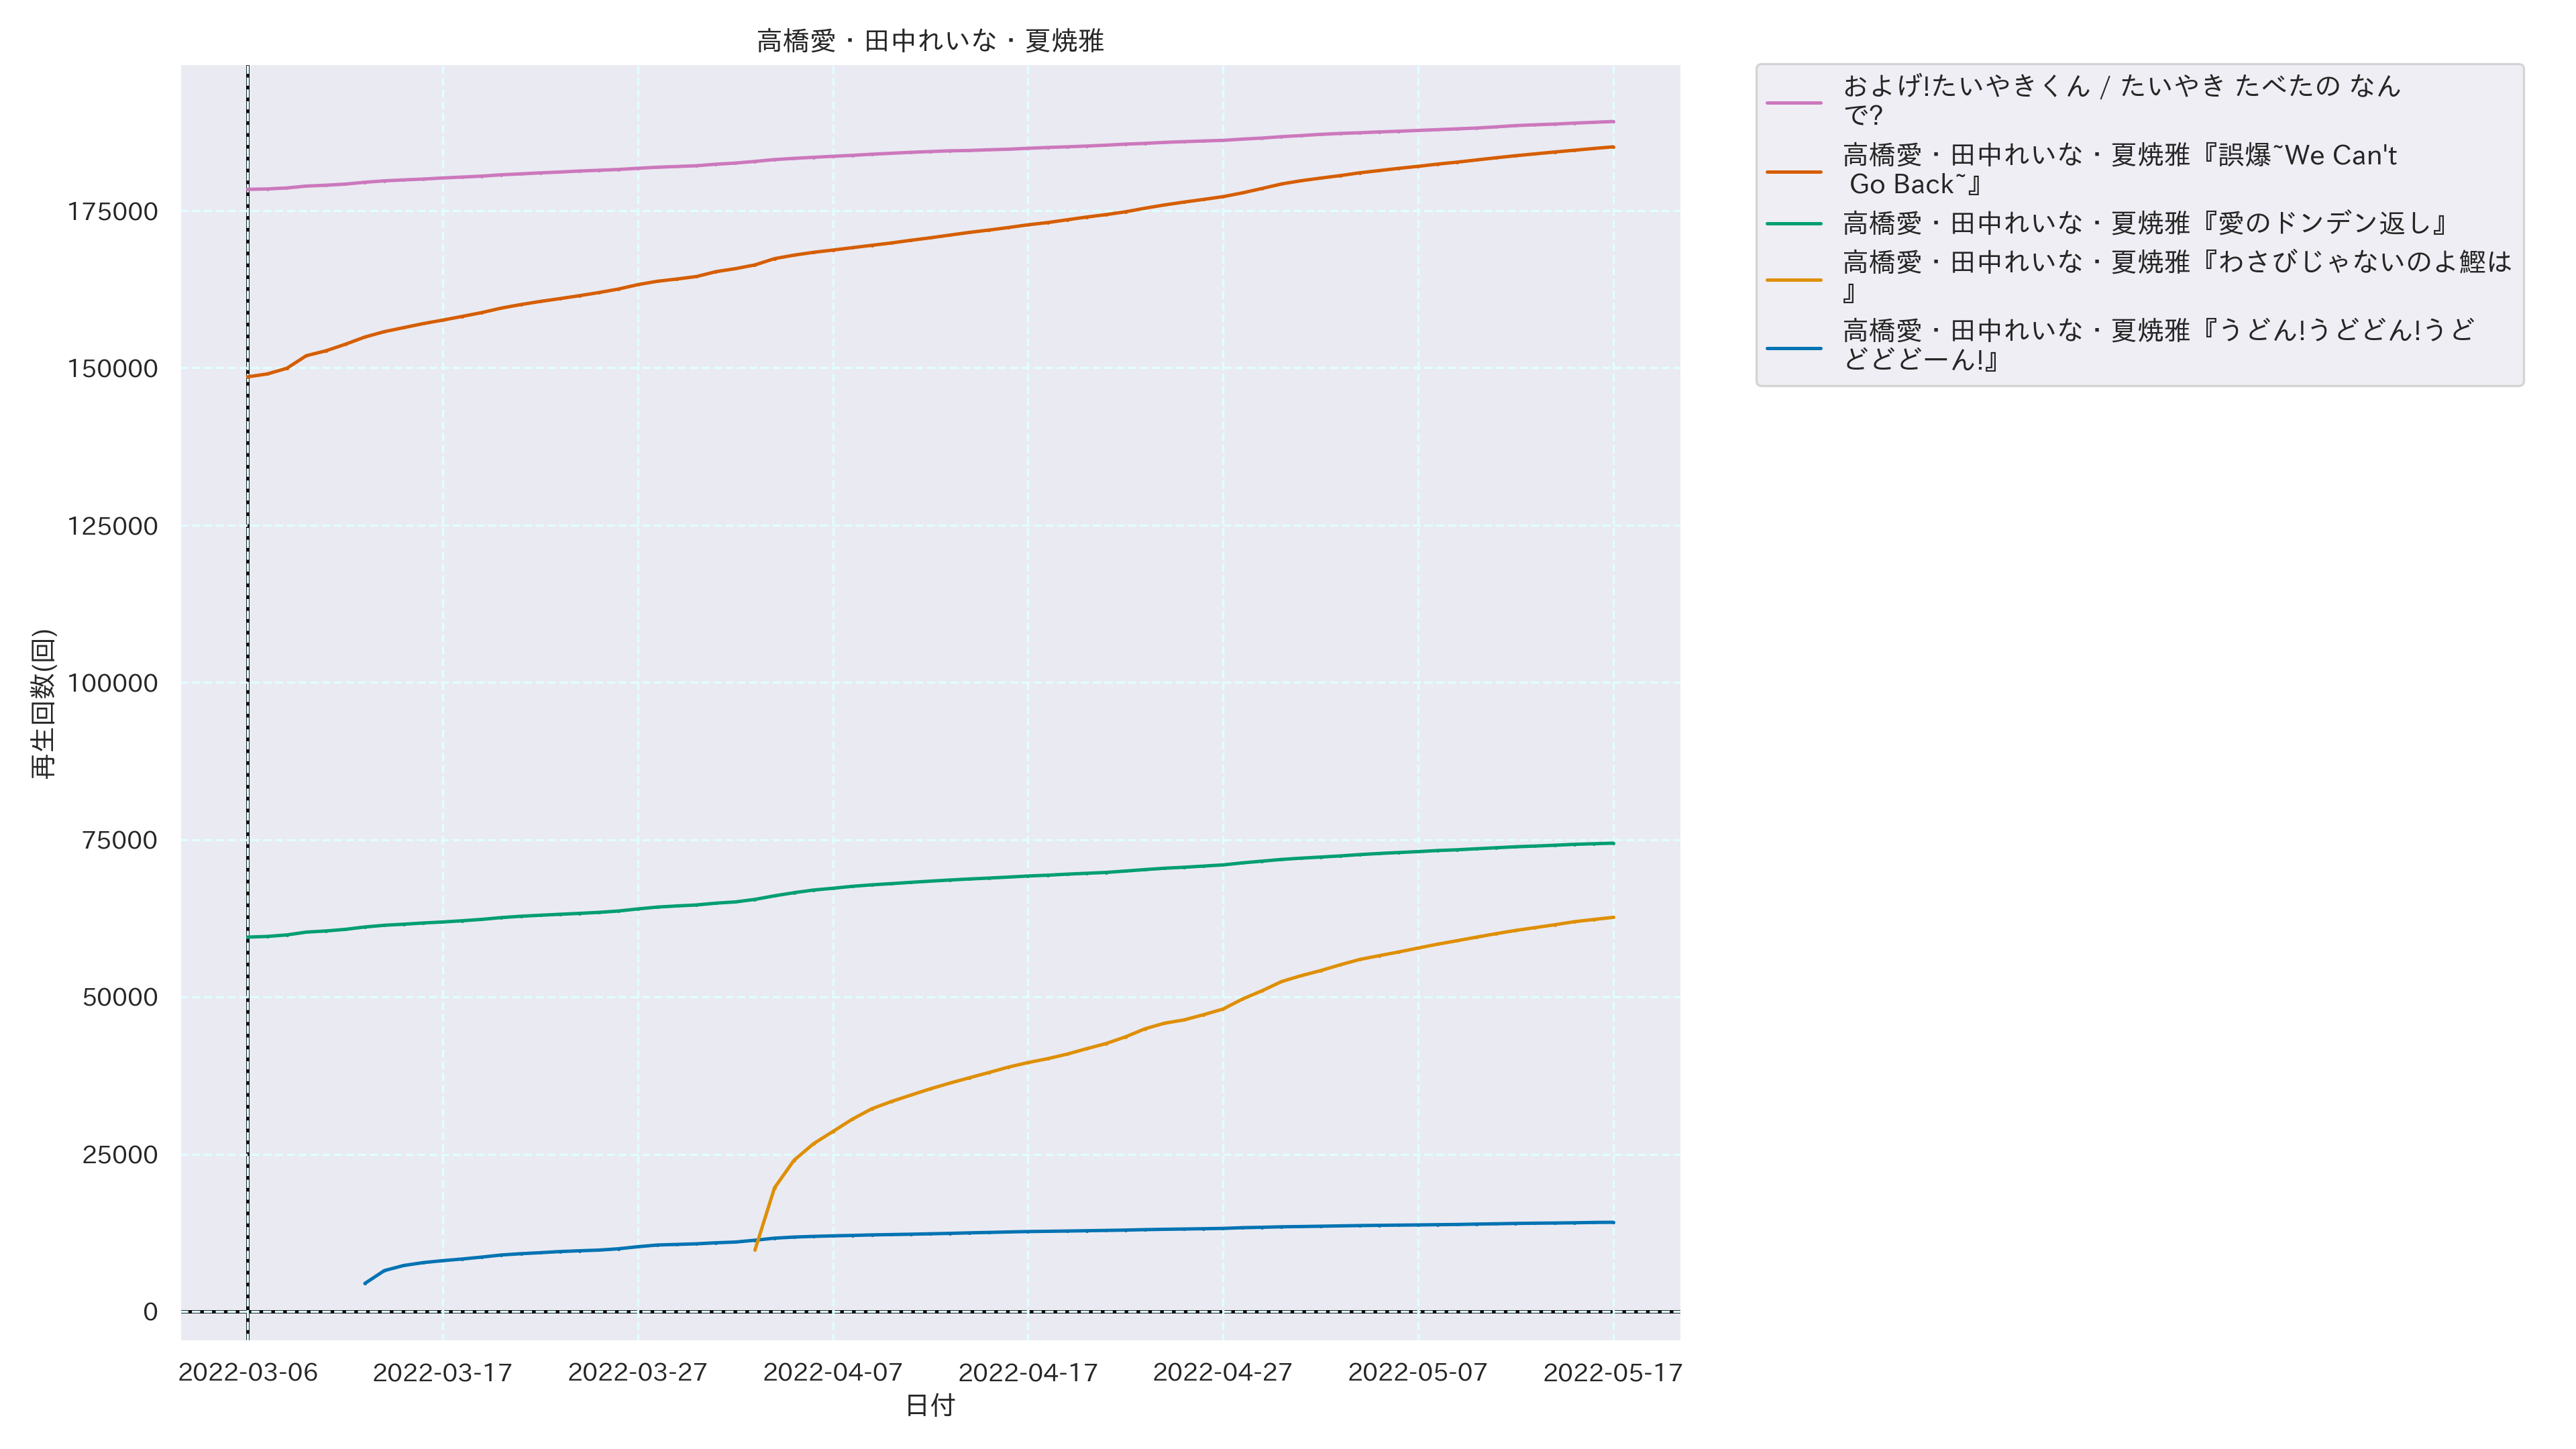 高橋愛・田中れいな・夏焼雅
およげ!たいやきくん / たいやき たべたの なん
で?
高橋愛・田中れいな・夏焼雅『誤爆~We Can't
Go Back~』
高橋愛・田中れいな・夏焼雅『愛のドンデン返し』
高橋愛・田中れいな・夏焼雅『わさびじゃないのよ鰹は
』
高橋愛・田中れいな・夏焼雅『うどん!うどどん!うど
どどどーん!』
再生回数(回)
175000
150000
125000
100000
75000
50000
25000
0
2022-03-06 2022-03-17 2022-03-27 2022-04-07 2022-04-17 2022-04-27 2022-05-07 2022-05-17
日付